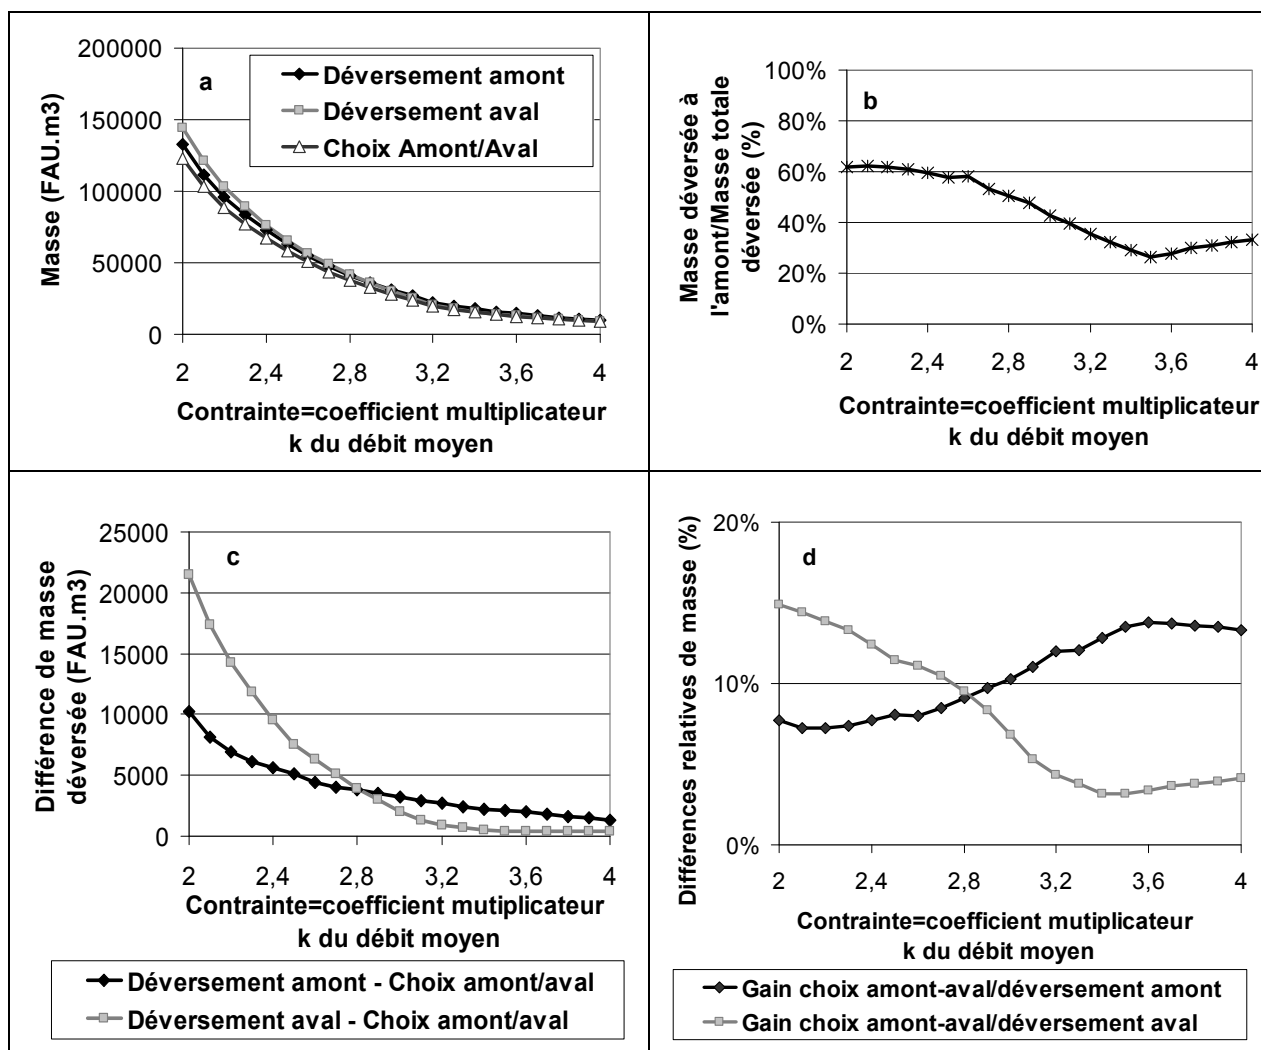 200000
150000
100000
50000
0
Masse (FAU.m3)
a
Déversement amont
Déversement aval
Choix Amont/Aval
2 2,4 2,8 3,2 3,6 4
Contrainte=coefficient multiplicateur
k du débit moyen
100%
80%
60%
40%
20%
0%
Masse déversée à
l'amont/Masse totale
déversée (%)
b
2 2,4 2,8 3,2 3,6 4
Contrainte=coefficient multiplicateur
k du débit moyen
25000
20000
15000
10000
5000
0
Différence de masse
déversée (FAU.m3)
c
2 2,4 2,8 3,2 3,6 4
Contrainte=coefficient mutiplicateur
k du débit moyen
Déversement amont - Choix amont/aval
Déversement aval - Choix amont/aval
20%
10%
0%
Différences relatives de masse (%)
d
2 2,4 2,8 3,2 3,6 4
Contrainte=coefficient mutiplicateur
k du débit moyen
Gain choix amont-aval/déversement amont
Gain choix amont-aval/déversement aval